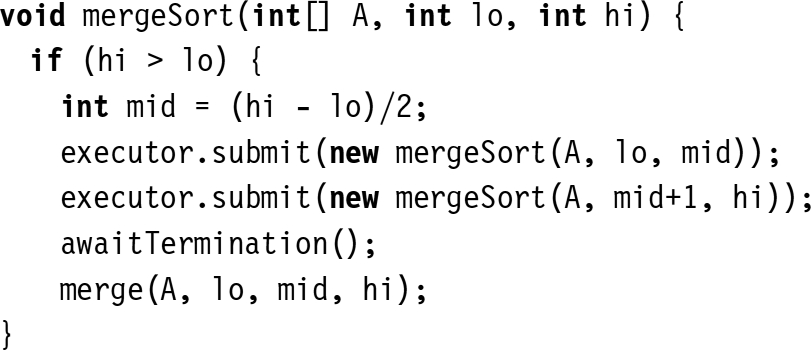 void mergeSort(int[] A, int lo, int hi) {
  if (hi > lo) {
    int mid = (hi - lo)/2;
    executor.submit(new mergeSort(A, lo, mid));
    executor.submit(new mergeSort(A, mid+1, hi));
    awaitTermination();
    merge(A, lo, mid, hi);
}